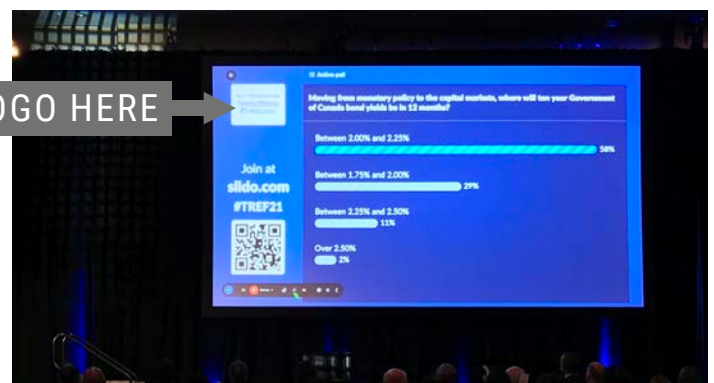 OGO HERE
Active poll
Moving from monetary policy to the capital markets, where will ten year Government
of Canada bond yields be in 12 months?
Between 2.00% and 2.25%
58%
Between 1.75% and 2.00%
29%
Between 2.25% and 2.50%
11%
Over 2.50%
2%
Join at
slido.com
#TREF21